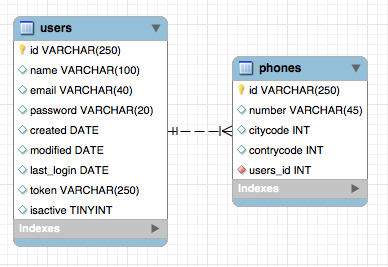 users
id VARCHAR(250)
name VARCHAR(100)
email VARCHAR(40)
password VARCHAR(20)
created DATE
modified DATE
last_login DATE
token VARCHAR(250)
isactive TINYINT
Indexes
phones
id VARCHAR(250)
number VARCHAR(45)
citycode INT
contrycode INT
users_id INT
Indexes